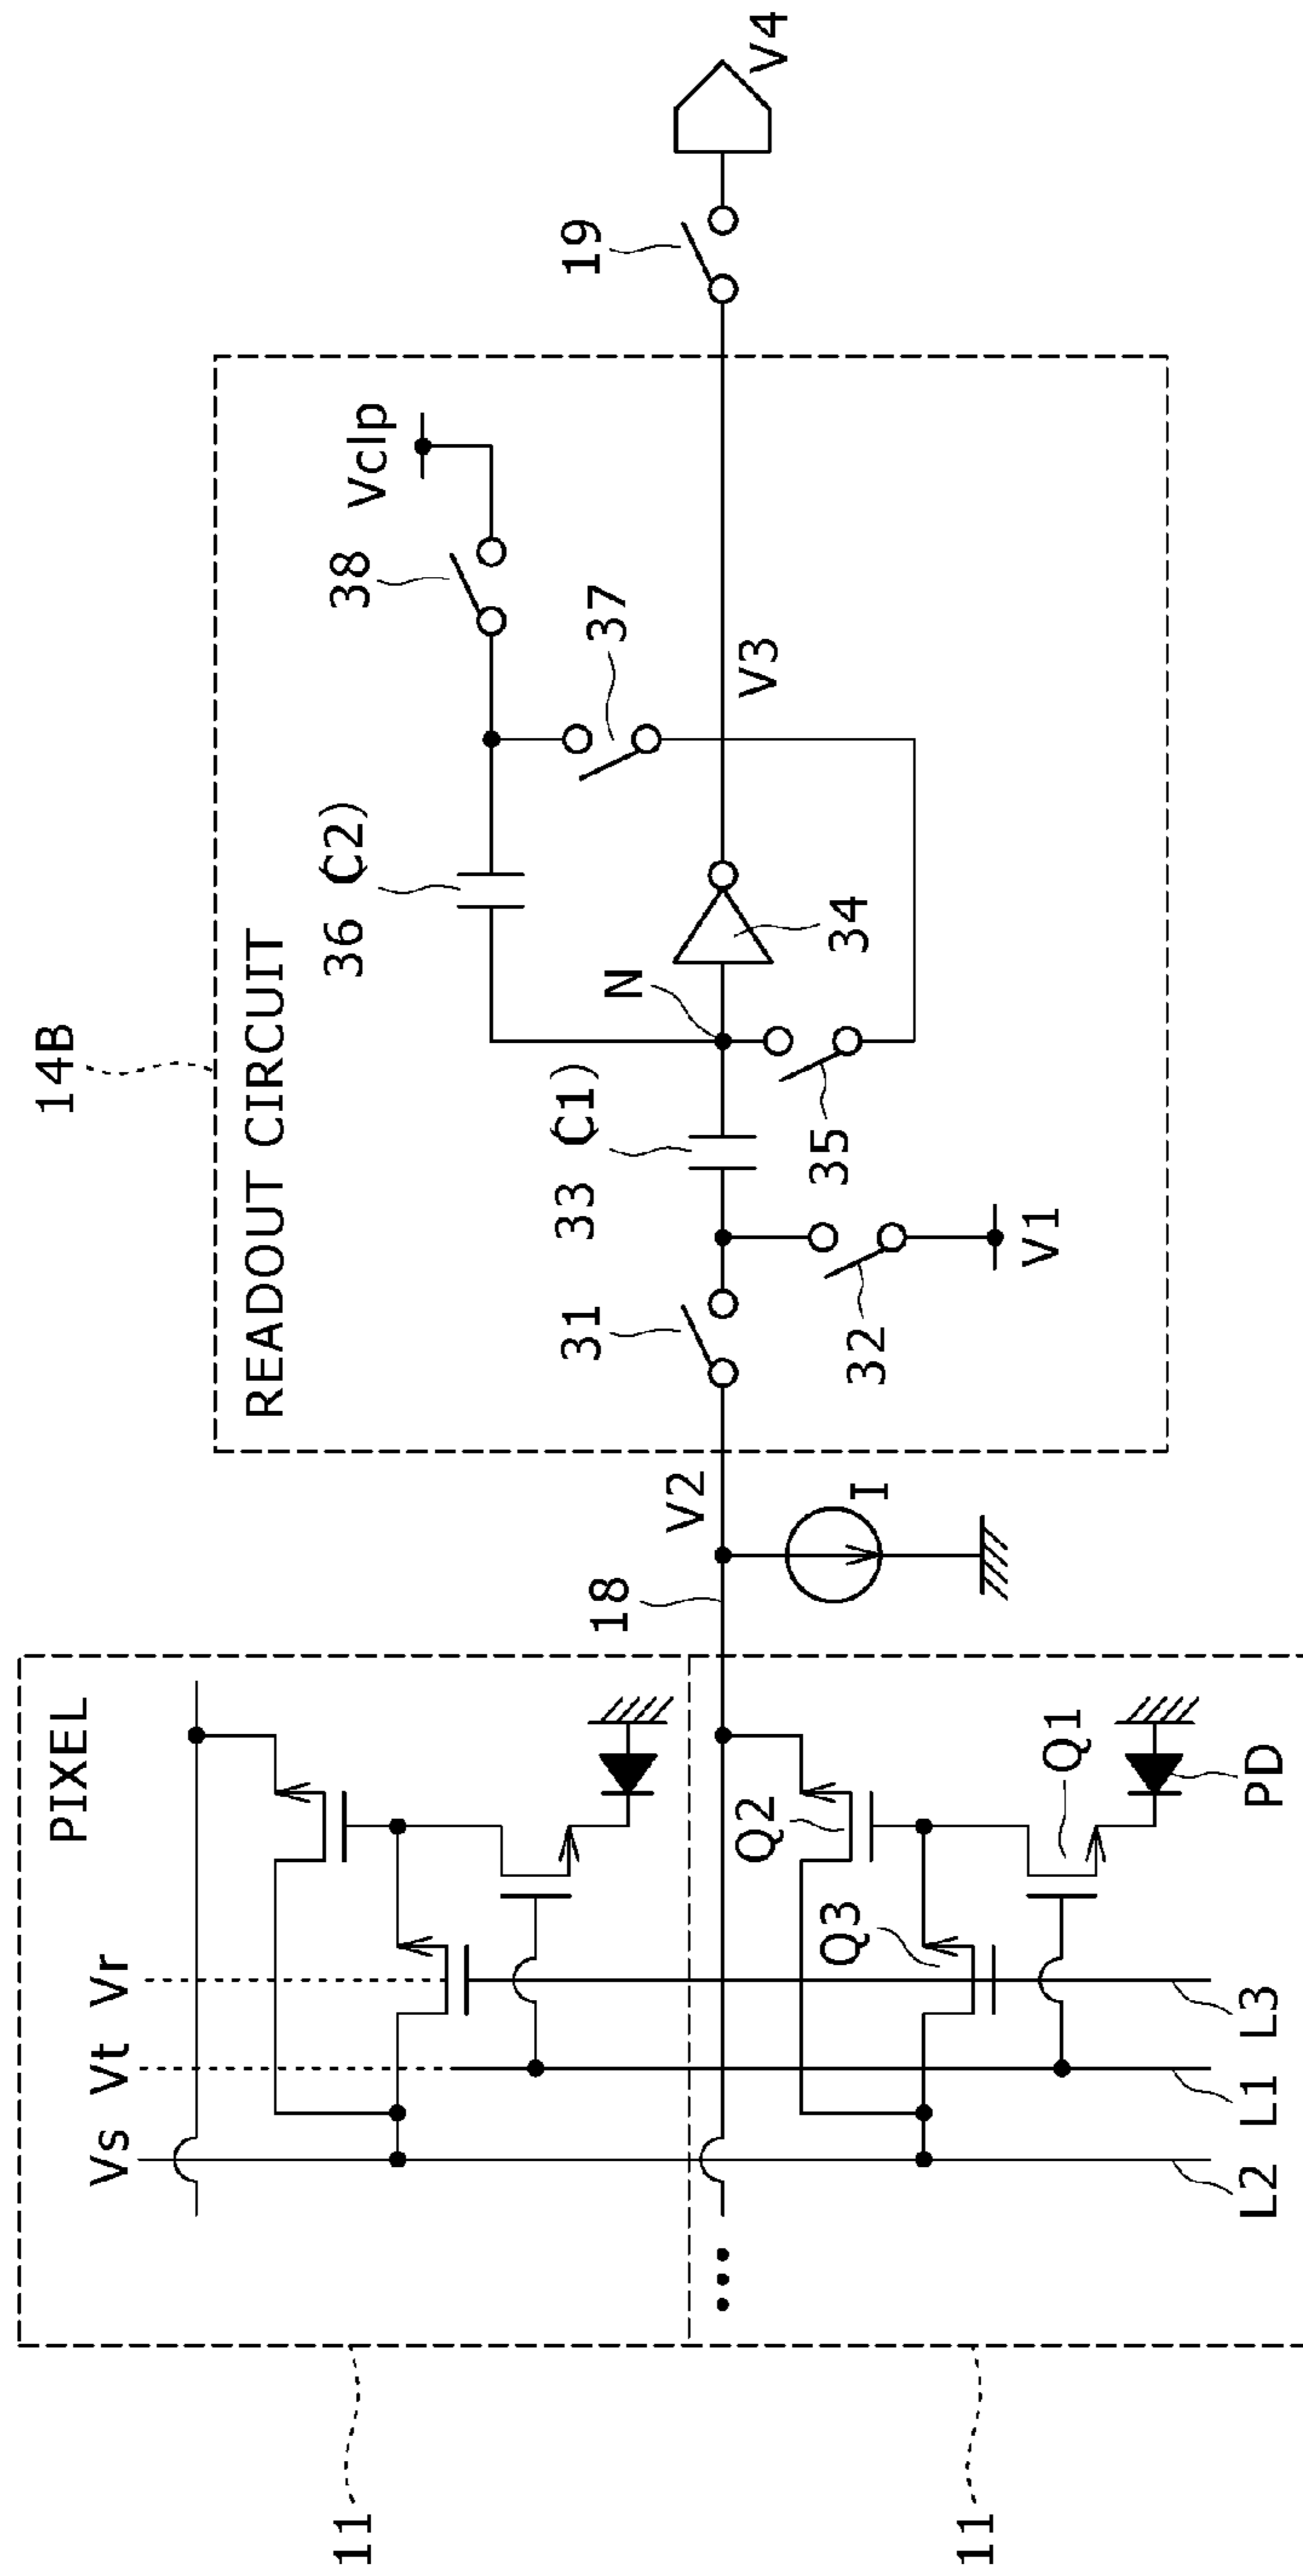 14B
READOUT CIRCUIT
PIXEL
Vs
Vt
Vr
11
36 (C2)
38
Vclp
37
33 (C1)
N
31
19
18
V2
V3
V4
34
35
32
V1
I
Q2
Q3
Q1
PD
11
L2
L1
L3